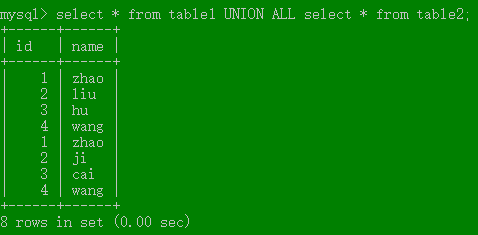 mysql> select * from table1 UNION ALL select * from table2;
+------+------+
| id   | name |
+------+------+
|    1 | zhao |
|    2 | liu  |
|    3 | hu   |
|    4 | wang |
|    1 | zhao |
|    2 | ji   |
|    3 | cai  |
|    4 | wang |
+------+------+
8 rows in set (0.00 sec)